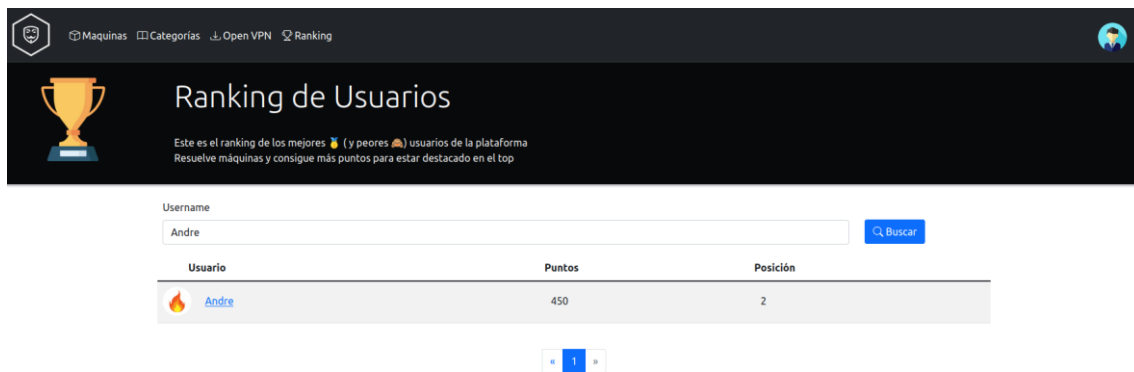 Maquinas Categorías Open VPN Ranking
Ranking de Usuarios
Este es el ranking de los mejores 🥇 ( y peores 🙈) usuarios de la plataforma
Resuelve máquinas y consigue más puntos para estar destacado en el top
Username
Andre
Buscar
Usuario Puntos Posición
Andre 450 2
« 1 »